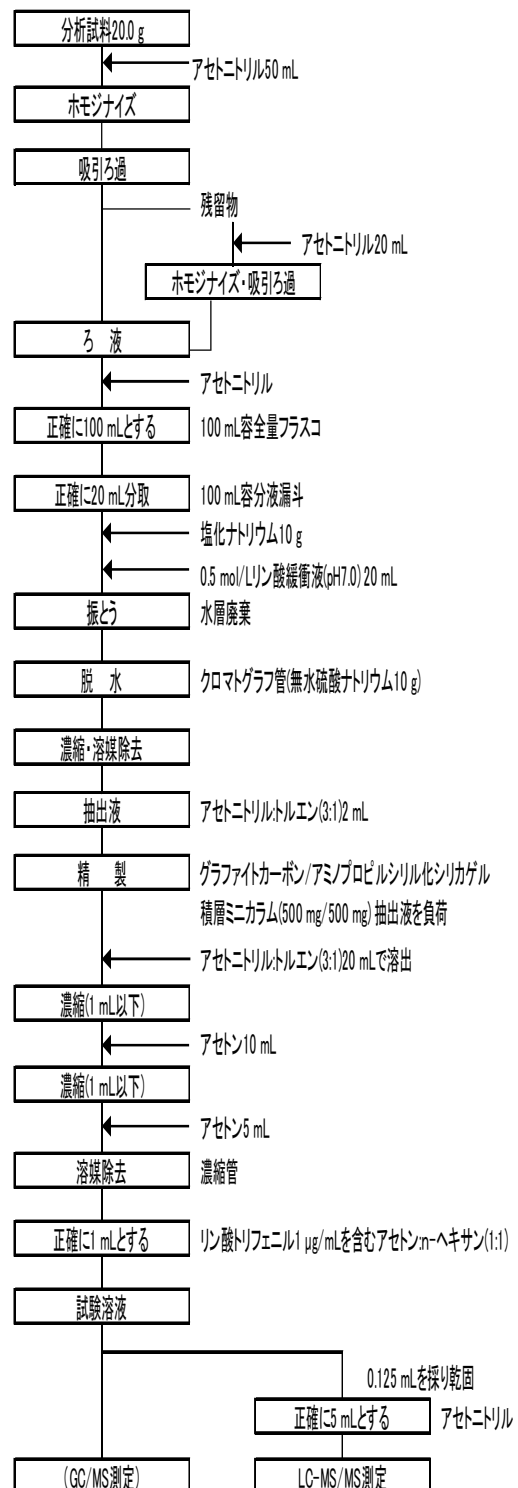 分析試料20.0 g
アセトニトリル50 mL
ホモジナイズ
吸引ろ過
残留物
アセトニトリル20 mL
ホモジナイズ・吸引ろ過
ろ　液
アセトニトリル
正確に100 mLとする
100 mL容全量フラスコ
正確に20 mL分取
100 mL容分液漏斗
塩化ナトリウム10 g
0.5 mol/Lリン酸緩衝液(pH7.0) 20 mL
振とう
水層廃棄
脱　水
クロマトグラフ管(無水硫酸ナトリウム10 g)
濃縮・溶媒除去
抽出液
アセトニトリル:トルエン(3:1)2 mL
精　製
グラファイトカーボン/アミノプロピルシリル化シリカゲル
積層ミニカラム(500 mg/500 mg) 抽出液を負荷
アセトニトリル:トルエン(3:1)20 mLで溶出
濃縮(1 mL以下)
アセトン10 mL
濃縮(1 mL以下)
アセトン5 mL
溶媒除去
濃縮管
正確に1 mLとする
リン酸トリフェニル1 μg/mLを含むアセトン:n-ヘキサン(1:1)
試験溶液
0.125 mLを採り乾固
正確に5 mLとする
アセトニトリル
(GC/MS測定)
LC-MS/MS測定